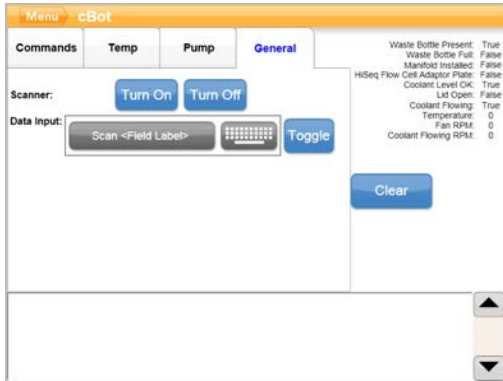 Menu cBot
Commands Temp Pump General
Scanner: Turn On Turn Off
Data Input: Scan <Field Label> Toggle
Waste Bottle Present: True
Waste Bottle Full: False
Manifold Installed: False
HiSeq Flow Cell Adaptor Plate: False
Coolant Level OK: True
Lid Open: False
Coolant Flowing: True
Temperature: 0
Fan RPM: 0
Coolant Flowing RPM: 0
Clear